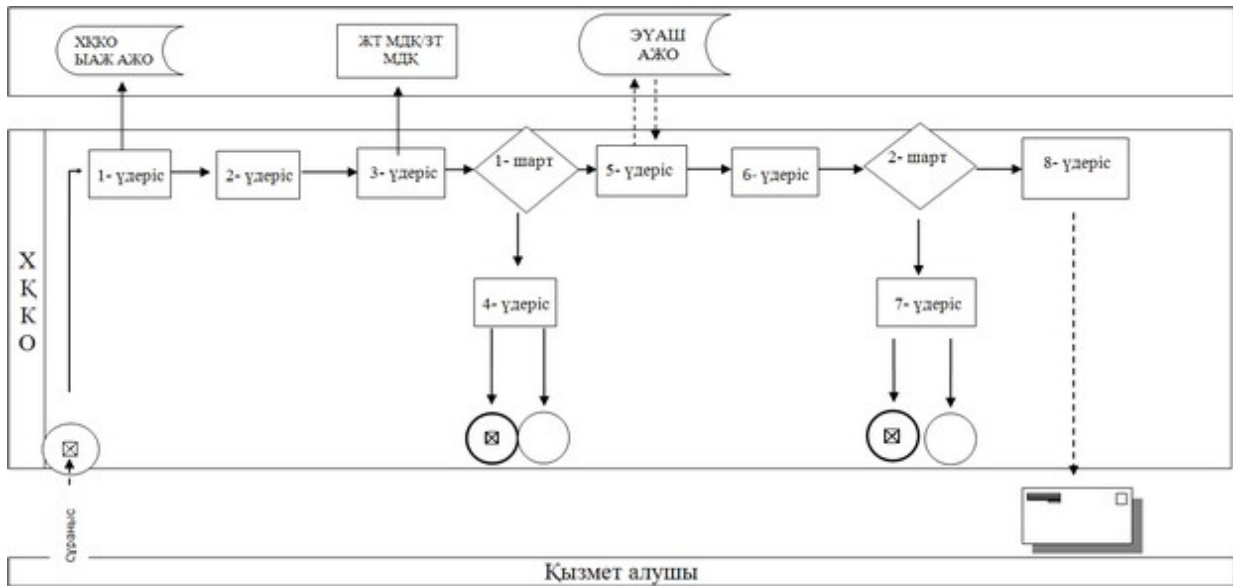 ХҚКО
ЫАЖ АЖО
ЖТ МДҚ/ЗТ
МДҚ
ЭҮАШ
АЖО
1- үдеріс
2- үдеріс
3- үдеріс
1- шарт
5- үдеріс
6- үдеріс
2- шарт
8- үдеріс
4- үдеріс
7- үдеріс
Х
Қ
К
О
Сұраныс
Қызмет алушы